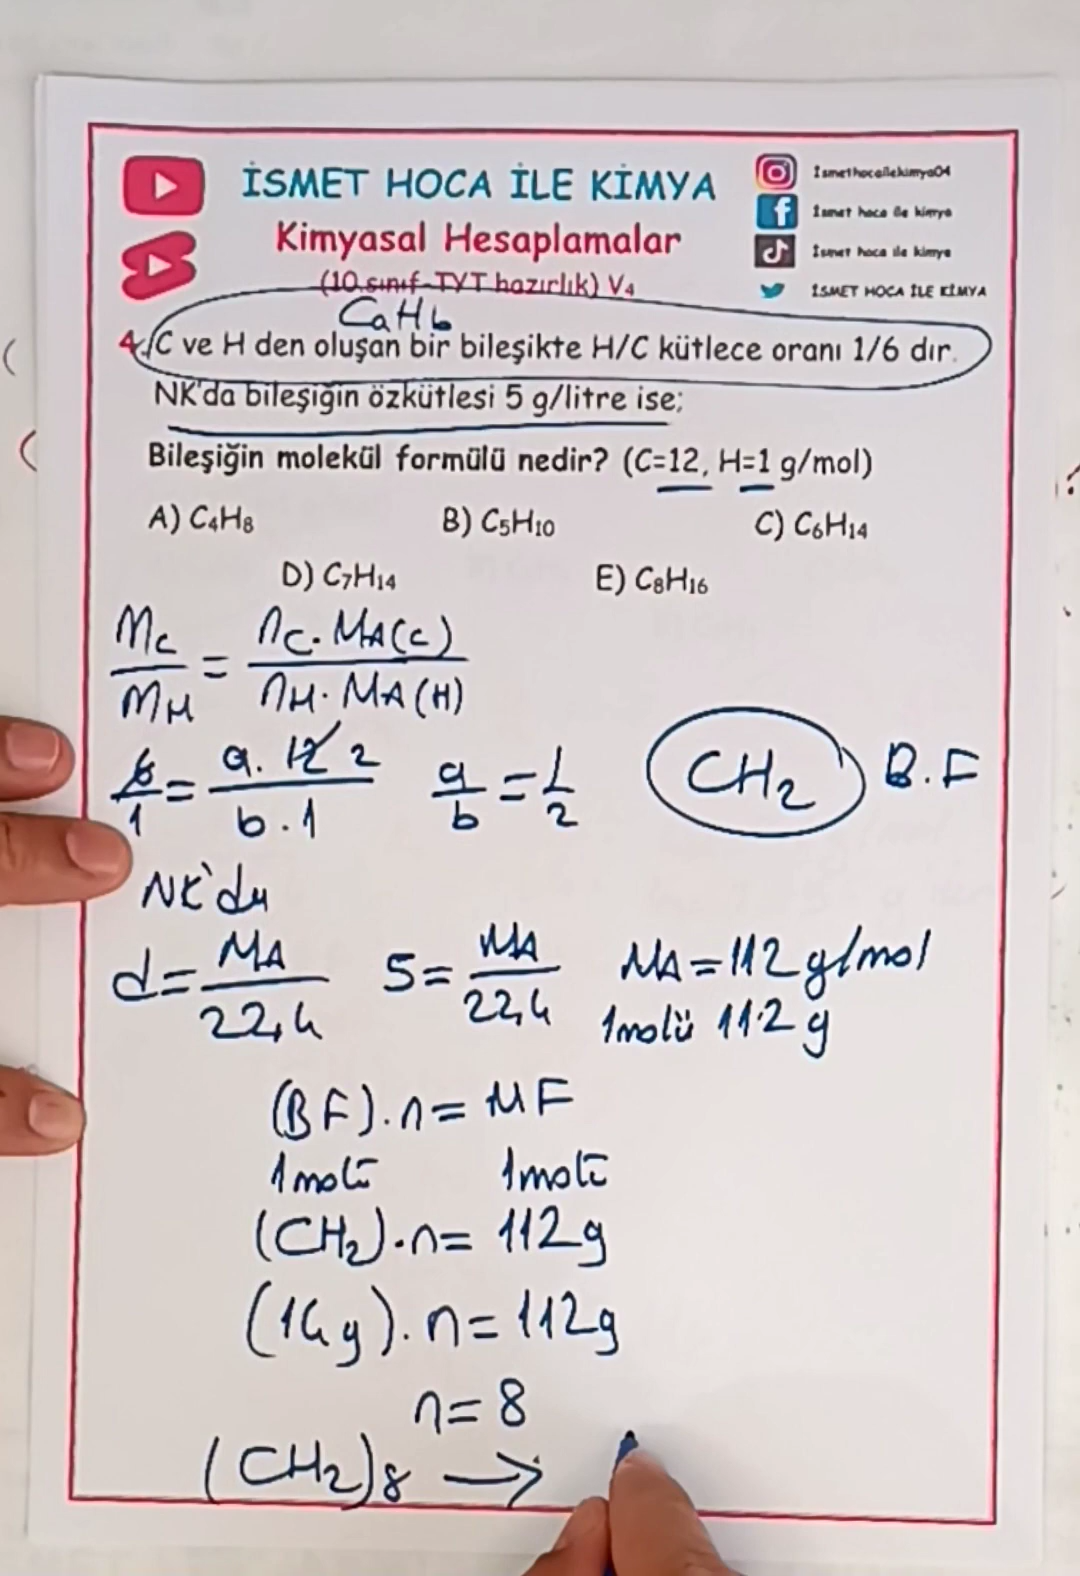 İSMET HOCA İLE KİMYA
Kimyasal Hesaplamalar
(10.sınıf-TYT hazırlık) V4
İsmethocailekimya04
İsmet hoca ile kimya
İsmet hoca ile kimya
İSMET HOCA İLE KİMYA
CaHb
4. C ve H den oluşan bir bileşikte H/C kütlece oranı 1/6 dır.
NK'da bileşiğin özkütlesi 5 g/litre ise;
Bileşiğin molekül formülü nedir? (C=12, H=1 g/mol)
A) C4H8 B) C5H10 C) C6H14
D) C7H14 E) C8H16
mC/mH = nC. MA(C)/nH. MA(H)
6/1 = a. 12 2/b . 1 a/b = 1/2 CH2 B.F
NK'da
d = MA/22,4 5 = MA/22,4 MA = 112 g/mol
1molü 112 g
(BF).n = MF
1molü 1molü
(CH2).n = 112g
(14g).n = 112g
n = 8
(CH2)8 →